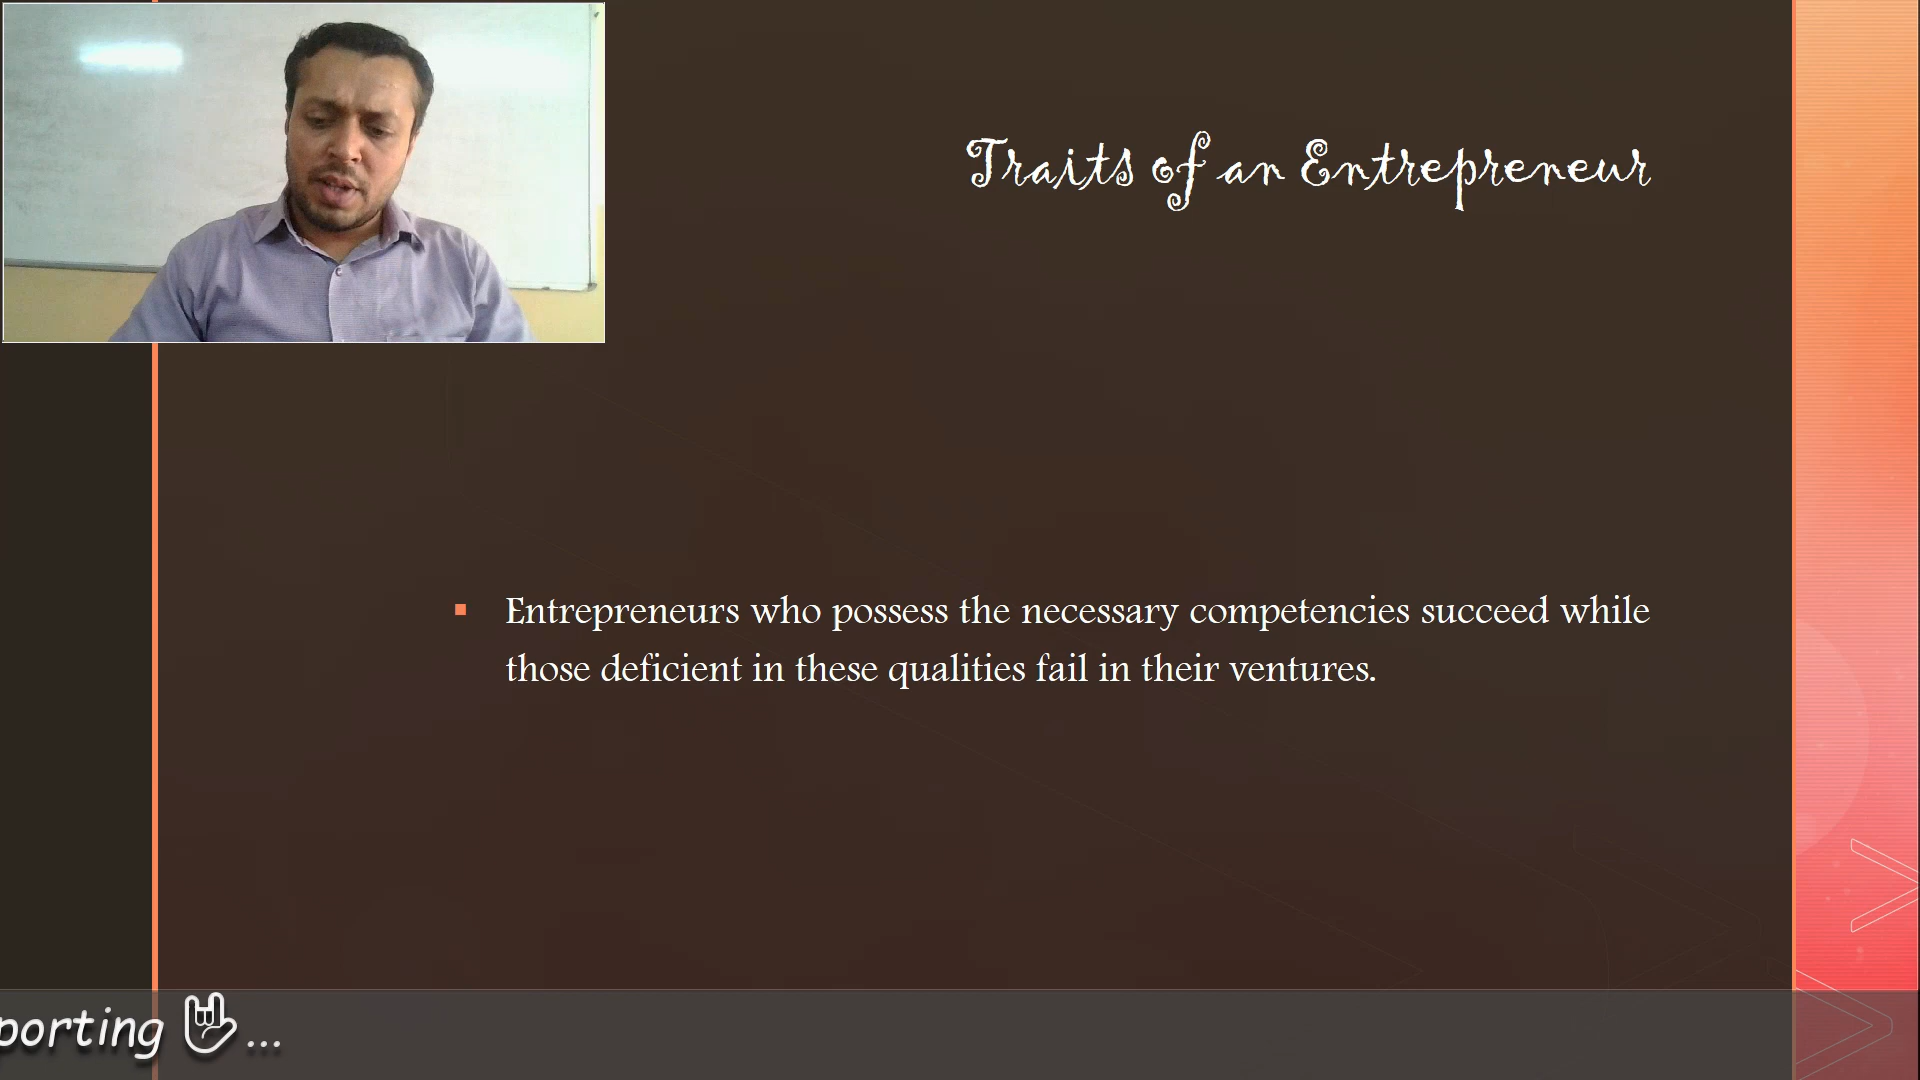 Traits of an Entrepreneur
▪ Entrepreneurs who possess the necessary competencies succeed while
those deficient in these qualities fail in their ventures.
porting 🤟...